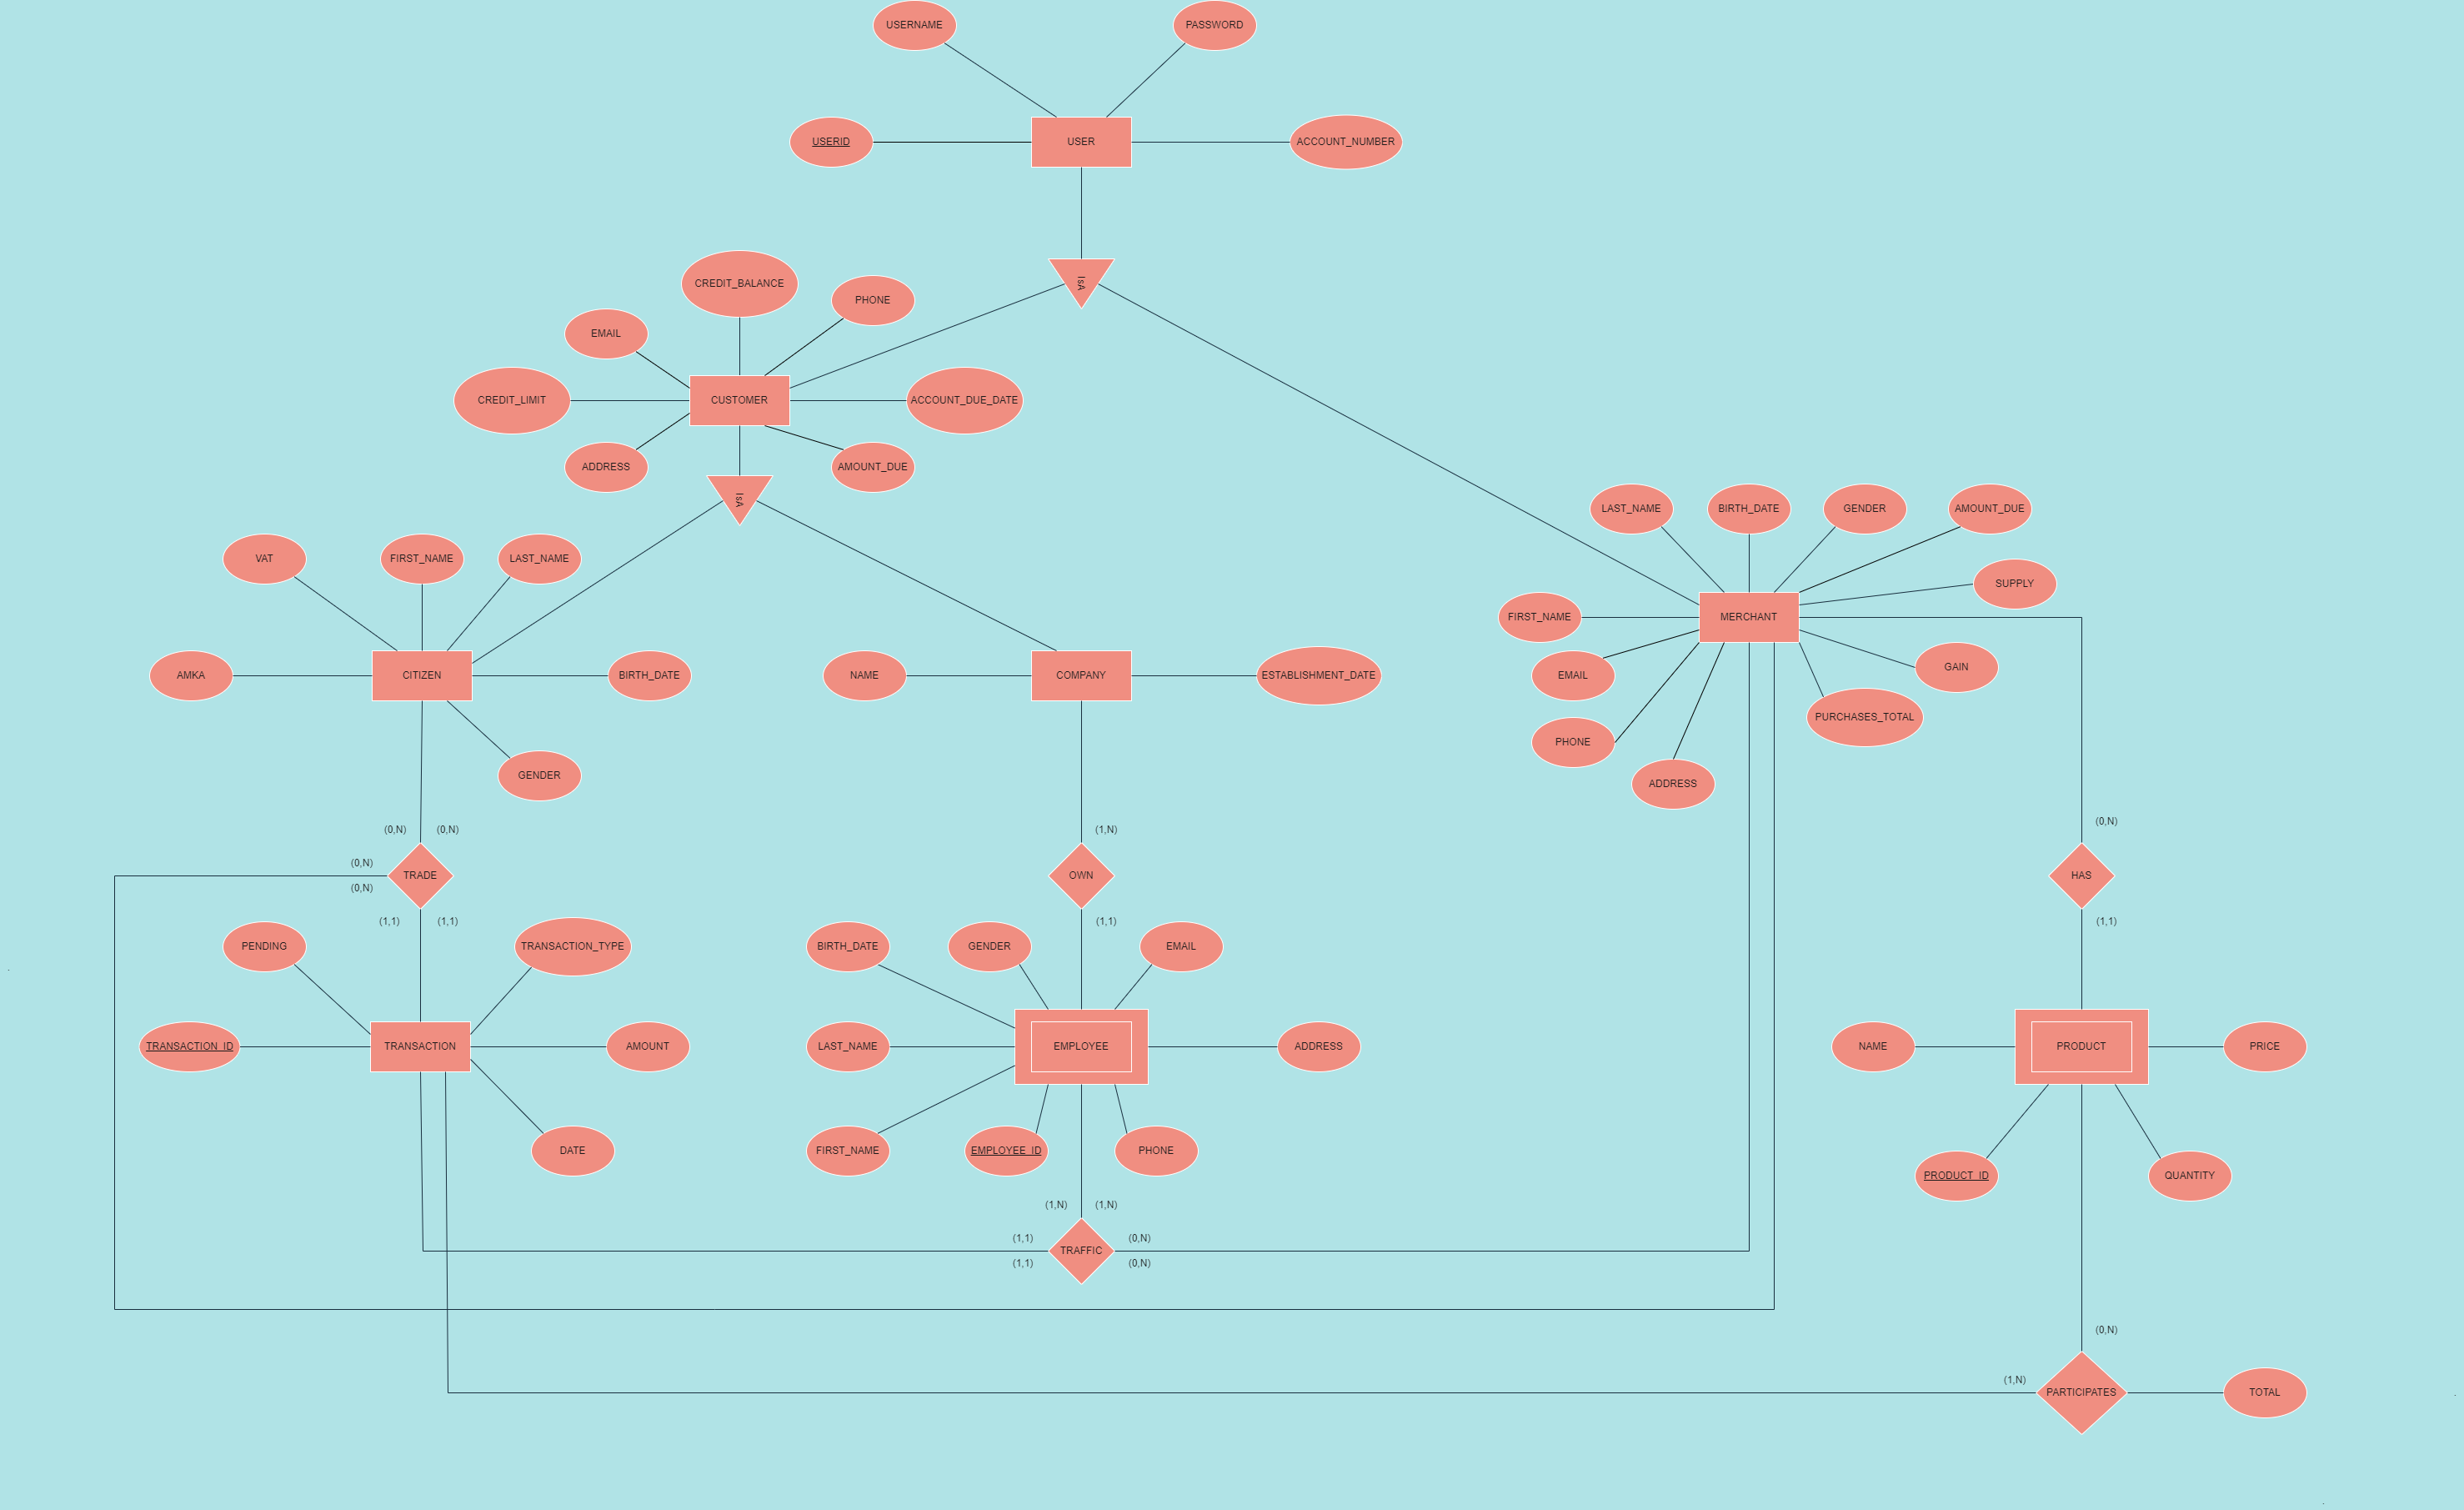 USERNAME
PASSWORD
USERID
USER
ACCOUNT_NUMBER
IsA
CREDIT_BALANCE
PHONE
EMAIL
CREDIT_LIMIT
CUSTOMER
ACCOUNT_DUE_DATE
ADDRESS
AMOUNT_DUE
IsA
LAST_NAME
BIRTH_DATE
GENDER
AMOUNT_DUE
VAT
FIRST_NAME
LAST_NAME
SUPPLY
FIRST_NAME
MERCHANT
AMKA
CITIZEN
BIRTH_DATE
NAME
COMPANY
ESTABLISHMENT_DATE
EMAIL
GAIN
PURCHASES_TOTAL
PHONE
GENDER
ADDRESS
(0,N)
(0,N)
(1,N)
(0,N)
(0,N)
TRADE
OWN
HAS
(0,N)
(1,1)
(1,1)
(1,1)
(1,1)
PENDING
TRANSACTION_TYPE
BIRTH_DATE
GENDER
EMAIL
TRANSACTION_ID
TRANSACTION
AMOUNT
LAST_NAME
EMPLOYEE
ADDRESS
NAME
PRODUCT
PRICE
DATE
FIRST_NAME
EMPLOYEE_ID
PHONE
PRODUCT_ID
QUANTITY
(1,N)
(1,N)
(1,1)
(0,N)
TRAFFIC
(1,1)
(0,N)
(0,N)
(1,N)
PARTICIPATES
TOTAL